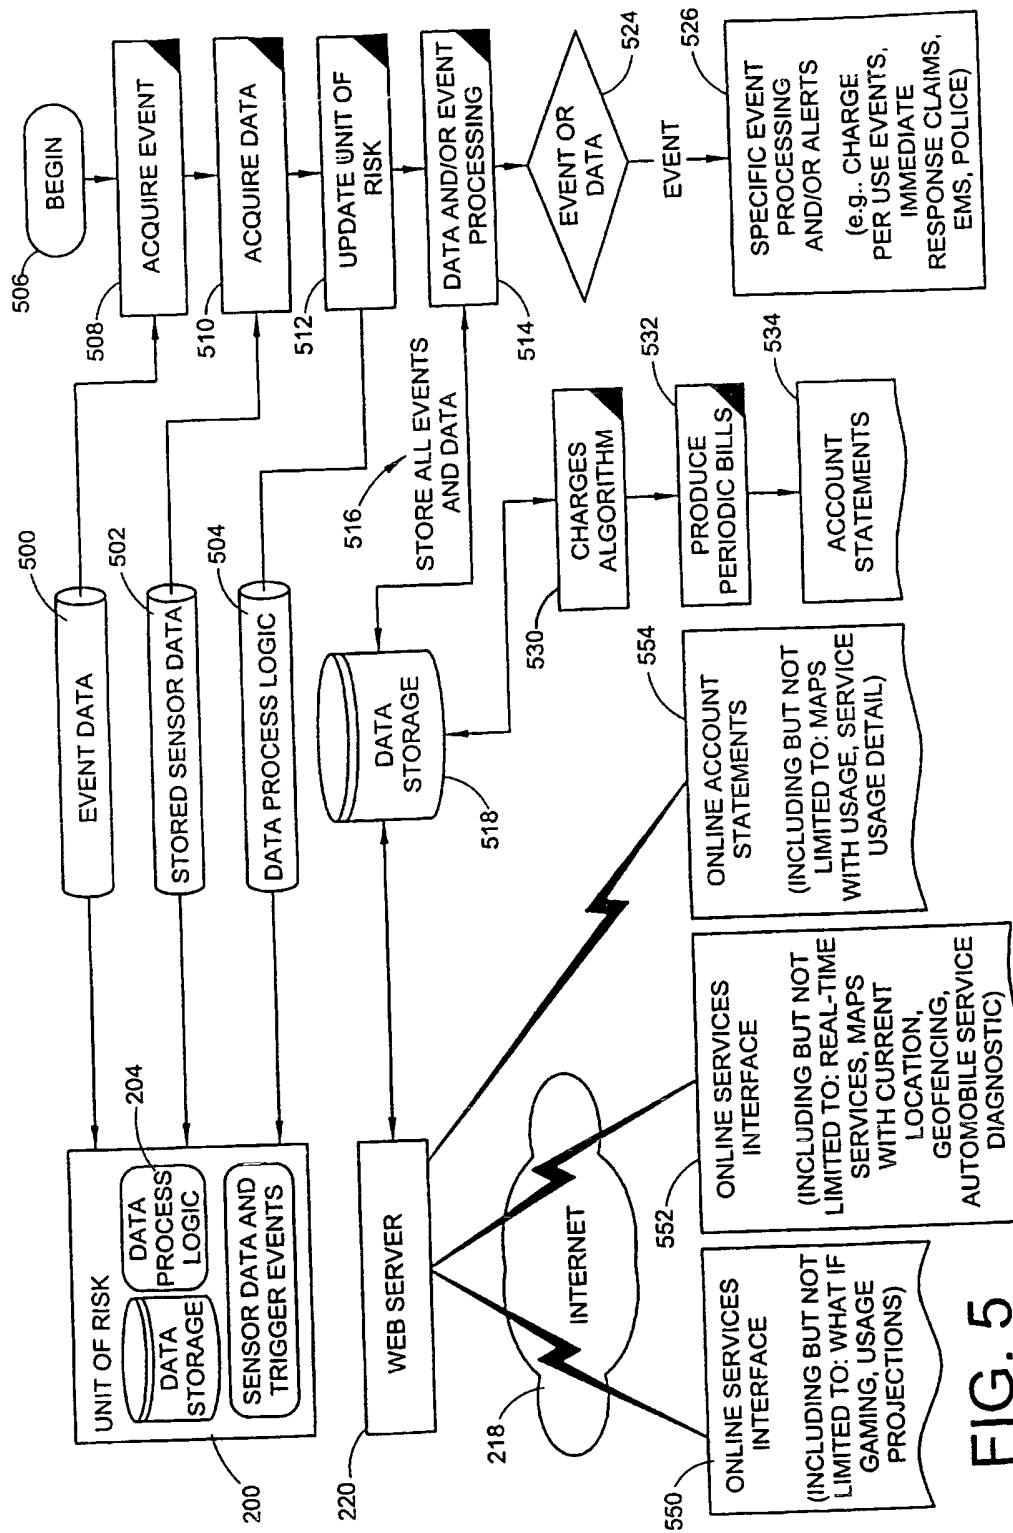 506
BEGIN
500
EVENT DATA
508
ACQUIRE EVENT
502
STORED SENSOR DATA
510
ACQUIRE DATA
504
DATA PROCESS LOGIC
512
UPDATE UNIT OF
RISK
516
STORE ALL EVENTS
AND DATA
514
DATA AND/OR EVENT
PROCESSING
524
EVENT OR
DATA
EVENT
526
SPECIFIC EVENT
PROCESSING
AND/OR ALERTS
(e.g., CHARGE
PER USE EVENTS,
IMMEDIATE
RESPONSE CLAIMS,
EMS, POLICE)
UNIT OF RISK
DATA
STORAGE
204
DATA
PROCESS
LOGIC
SENSOR DATA AND
TRIGGER EVENTS
200
220
WEB SERVER
DATA
STORAGE
518
530
CHARGES
ALGORITHM
532
PRODUCE
PERIODIC BILLS
534
ACCOUNT
STATEMENTS
218
INTERNET
550
ONLINE SERVICES
INTERFACE
(INCLUDING BUT NOT
LIMITED TO: WHAT IF
GAMING, USAGE
PROJECTIONS)
552
ONLINE SERVICES
INTERFACE
(INCLUDING BUT NOT
LIMITED TO: REAL-TIME
SERVICES, MAPS
WITH CURRENT
LOCATION,
GEOFENCING,
AUTOMOBILE SERVICE
DIAGNOSTIC)
554
ONLINE ACCOUNT
STATEMENTS
(INCLUDING BUT NOT
LIMITED TO: MAPS
WITH USAGE, SERVICE
USAGE DETAIL)
FIG. 5